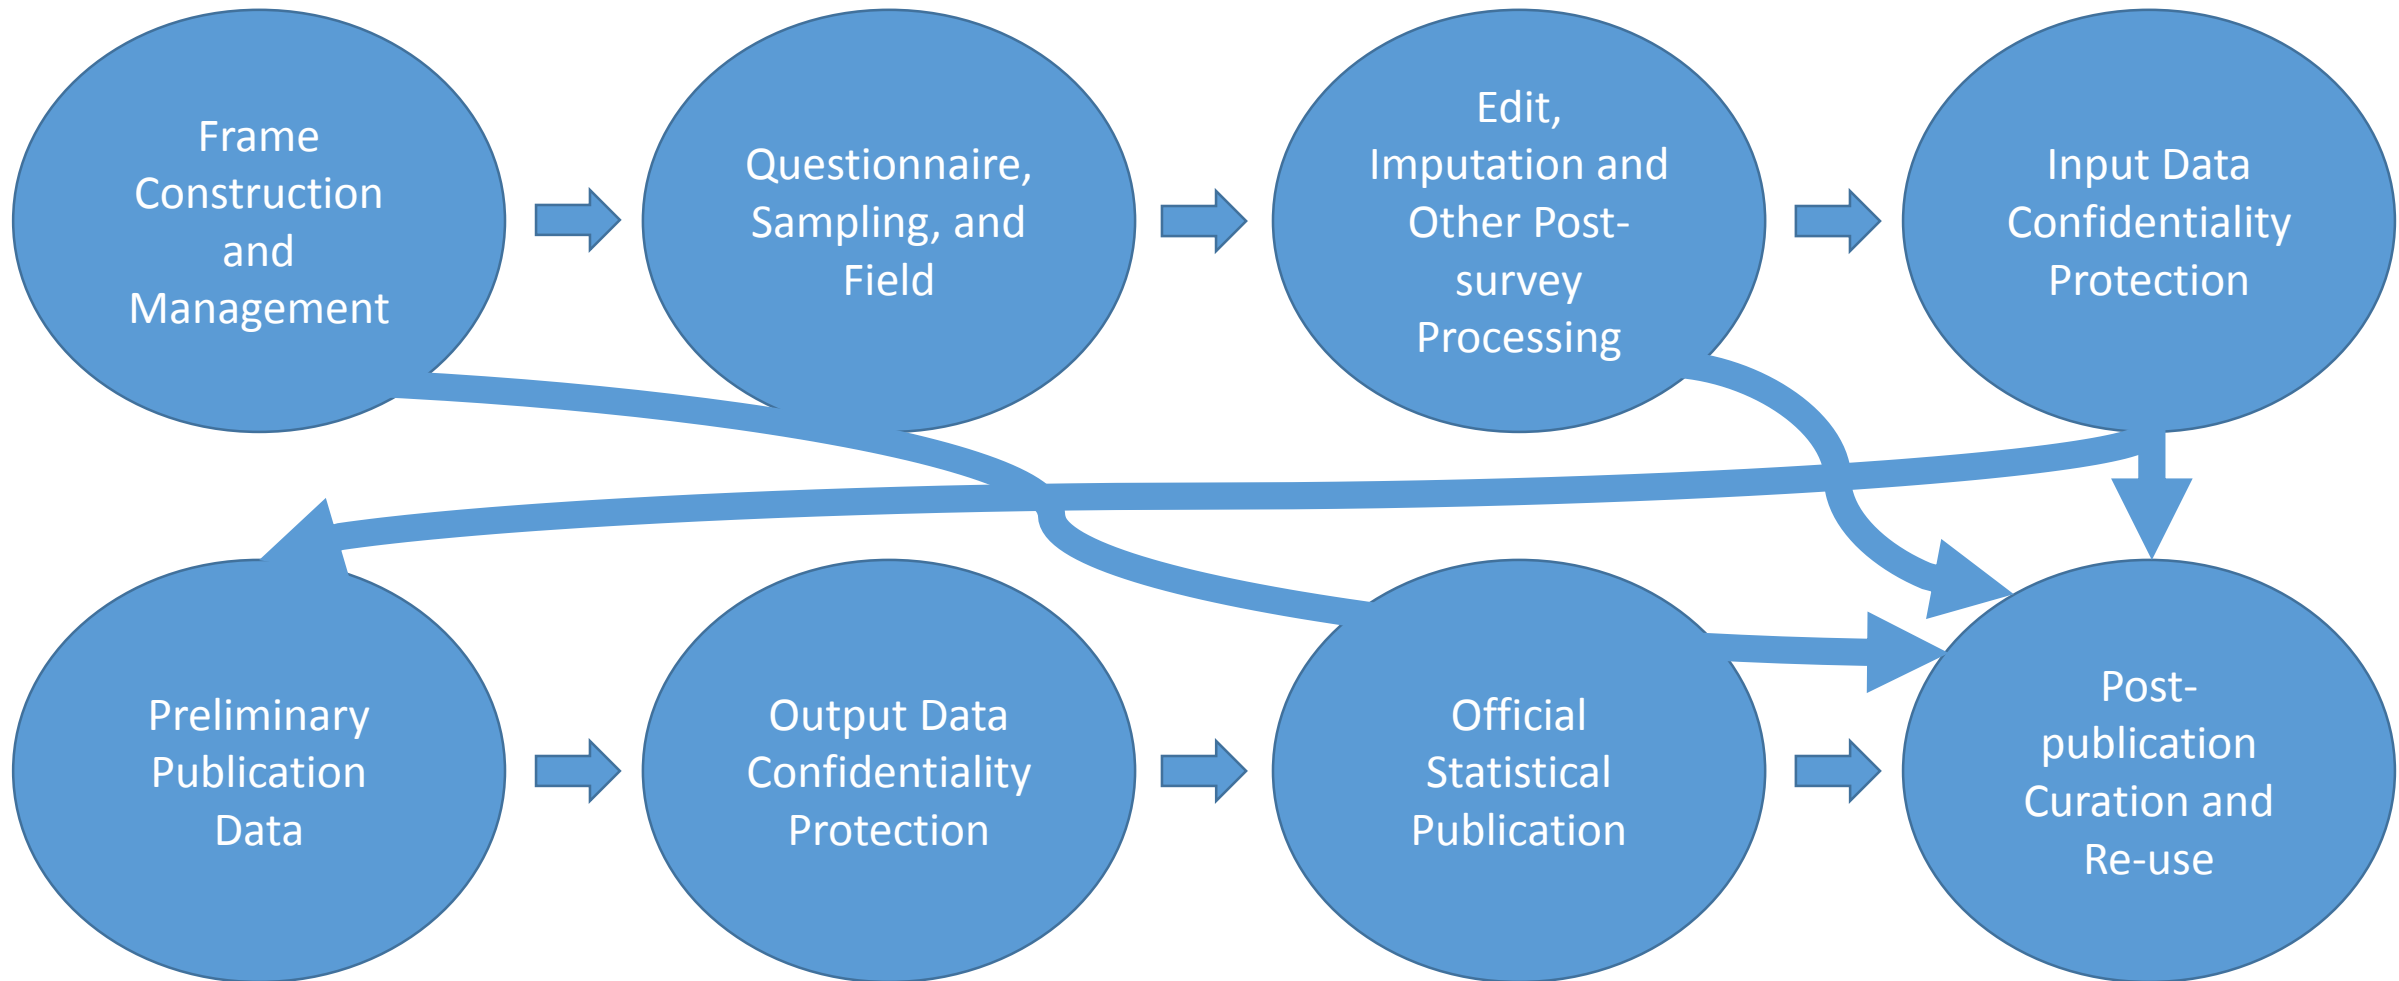 Frame
Construction
and
Management
Questionnaire,
Sampling, and
Field
Edit,
Imputation and
Other Post-
survey
Processing
Input Data
Confidentiality
Protection
Preliminary
Publication
Data
Output Data
Confidentiality
Protection
Official
Statistical
Publication
Post-
publication
Curation and
Re-use